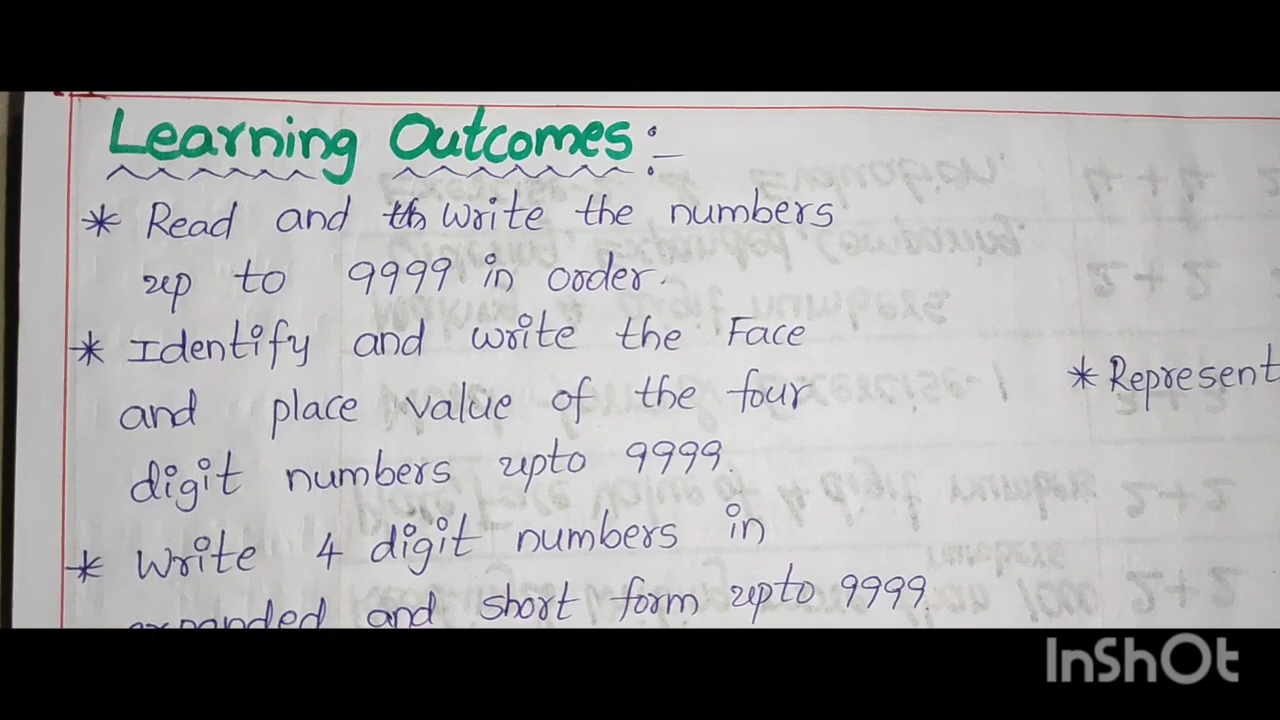 Learning Outcomes :-
* Read and th write the numbers
up to 9999 in order.
* Identify and write the Face
and place value of the four
digit numbers upto 9999.
* Represent
* Write 4 digit numbers in
expanded and short form upto 9999.
InShOt